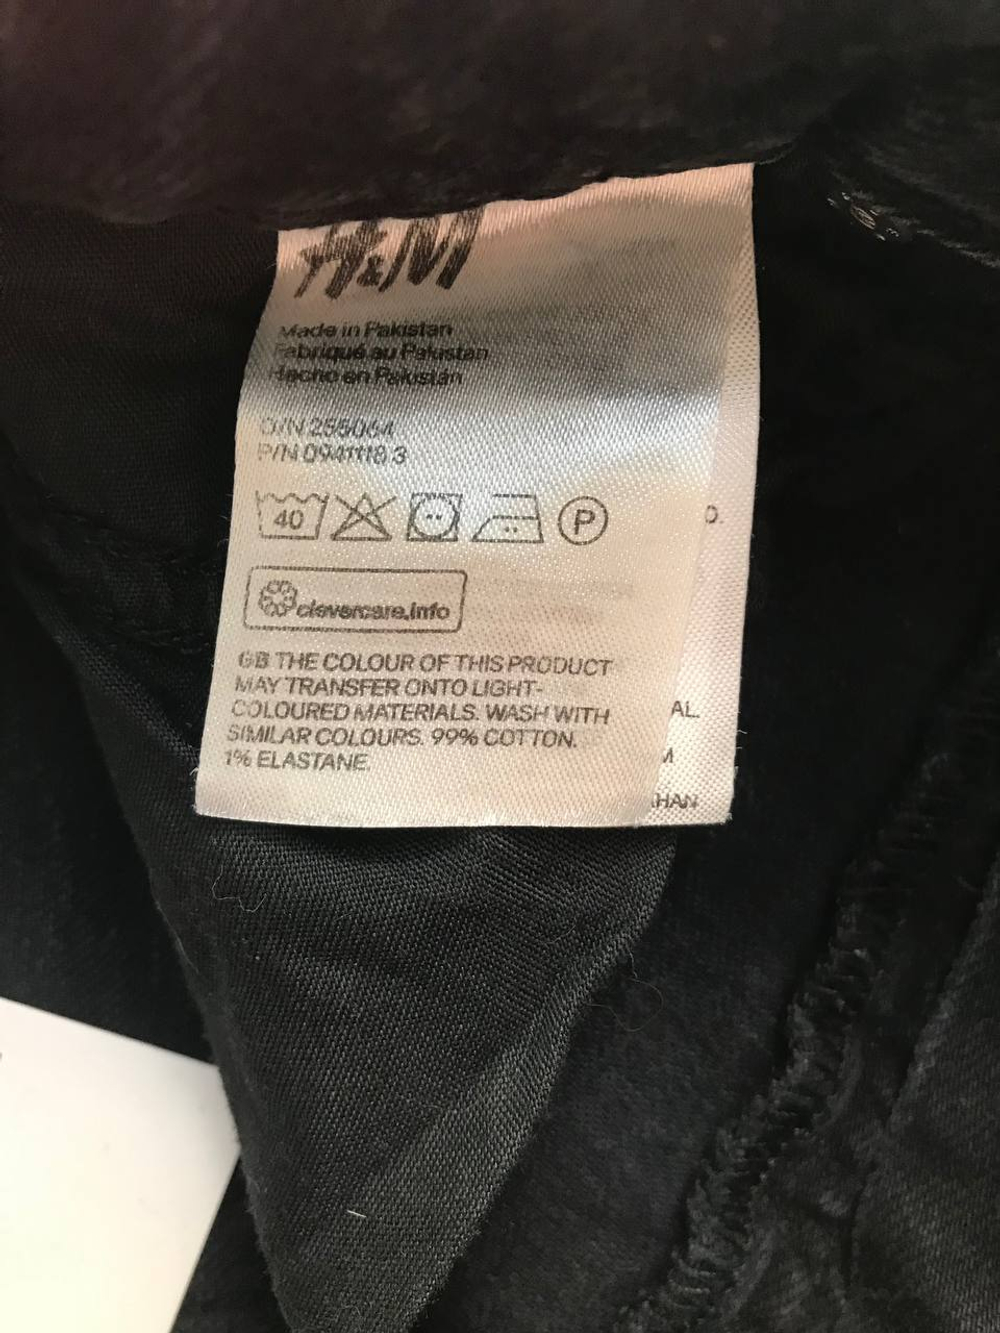 H&M
Made in Pakistan
Fabriqué au Pakistan
Hecho en Pakistán
O/N 255064
P/N 0941118 3
40 P
clevercare.info
GB THE COLOUR OF THIS PRODUCT
MAY TRANSFER ONTO LIGHT-
COLOURED MATERIALS. WASH WITH
SIMILAR COLOURS. 99% COTTON.
1% ELASTANE.